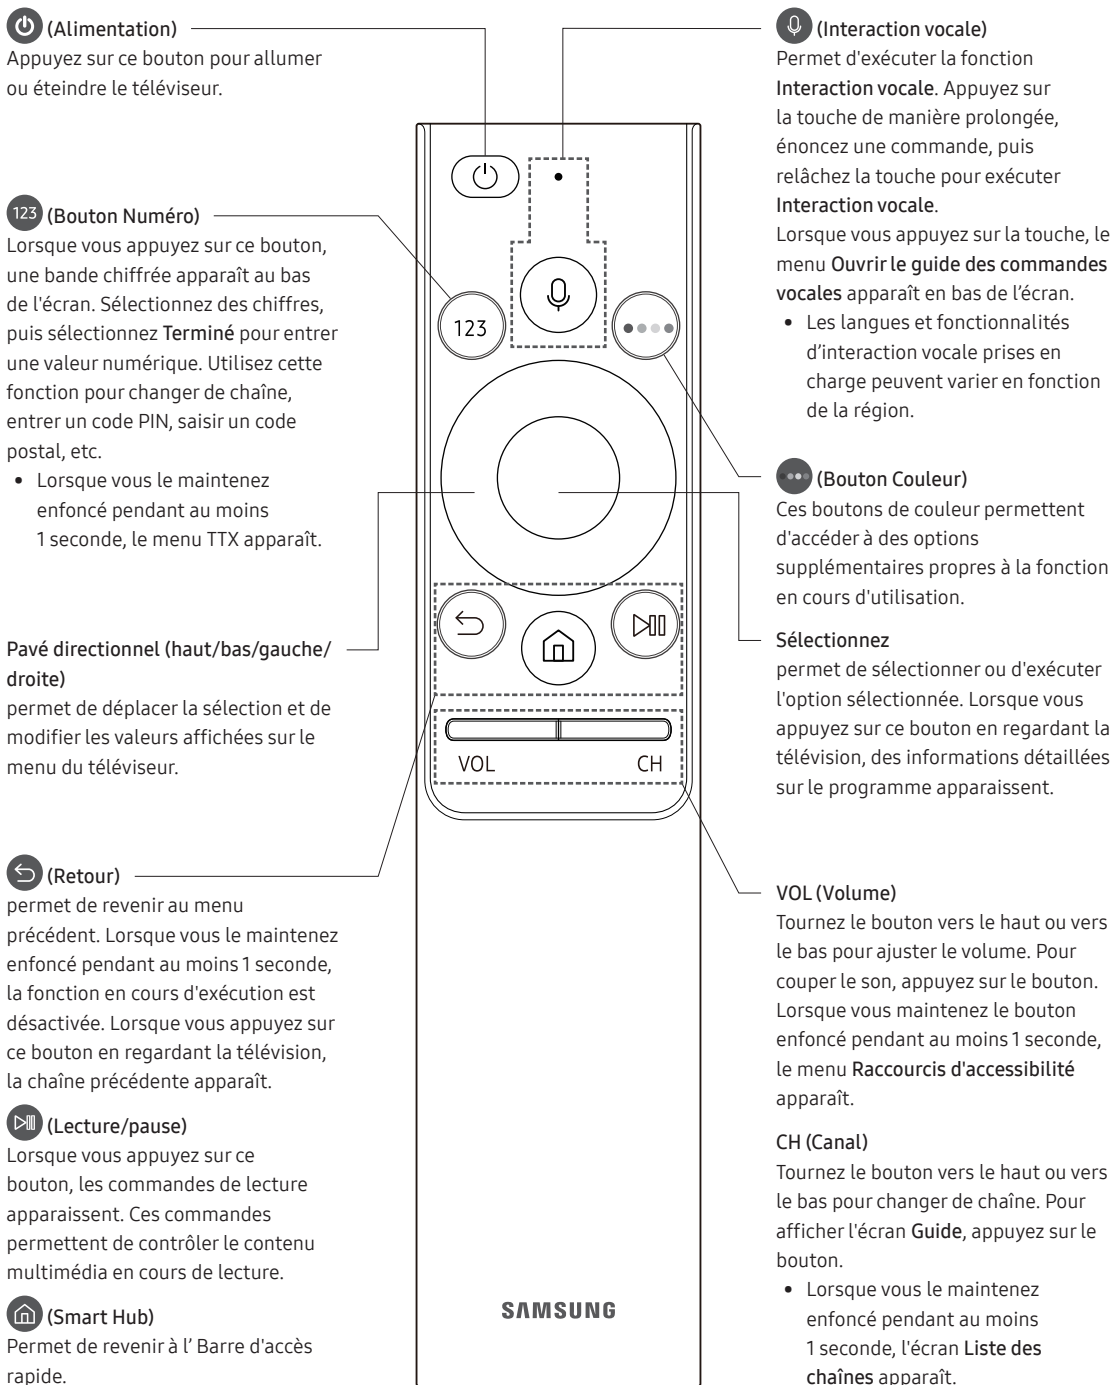 (Alimentation)
Appuyez sur ce bouton pour allumer
ou éteindre le téléviseur.
123 (Bouton Numéro)
Lorsque vous appuyez sur ce bouton,
une bande chiffrée apparaît au bas
de l'écran. Sélectionnez des chiffres,
puis sélectionnez Terminé pour entrer
une valeur numérique. Utilisez cette
fonction pour changer de chaîne,
entrer un code PIN, saisir un code
postal, etc.
• Lorsque vous le maintenez
enfoncé pendant au moins
1 seconde, le menu TTX apparaît.
Pavé directionnel (haut/bas/gauche/
droite)
permet de déplacer la sélection et de
modifier les valeurs affichées sur le
menu du téléviseur.
(Retour)
permet de revenir au menu
précédent. Lorsque vous le maintenez
enfoncé pendant au moins 1 seconde,
la fonction en cours d'exécution est
désactivée. Lorsque vous appuyez sur
ce bouton en regardant la télévision,
la chaîne précédente apparaît.
(Lecture/pause)
Lorsque vous appuyez sur ce
bouton, les commandes de lecture
apparaissent. Ces commandes
permettent de contrôler le contenu
multimédia en cours de lecture.
(Smart Hub)
Permet de revenir à l’ Barre d'accès
rapide.
123
VOL
CH
SAMSUNG
(Interaction vocale)
Permet d'exécuter la fonction
Interaction vocale. Appuyez sur
la touche de manière prolongée,
énoncez une commande, puis
relâchez la touche pour exécuter
Interaction vocale.
Lorsque vous appuyez sur la touche, le
menu Ouvrir le guide des commandes
vocales apparaît en bas de l’écran.
• Les langues et fonctionnalités
d’interaction vocale prises en
charge peuvent varier en fonction
de la région.
(Bouton Couleur)
Ces boutons de couleur permettent
d'accéder à des options
supplémentaires propres à la fonction
en cours d'utilisation.
Sélectionnez
permet de sélectionner ou d'exécuter
l'option sélectionnée. Lorsque vous
appuyez sur ce bouton en regardant la
télévision, des informations détaillées
sur le programme apparaissent.
VOL (Volume)
Tournez le bouton vers le haut ou vers
le bas pour ajuster le volume. Pour
couper le son, appuyez sur le bouton.
Lorsque vous maintenez le bouton
enfoncé pendant au moins 1 seconde,
le menu Raccourcis d'accessibilité
apparaît.
CH (Canal)
Tournez le bouton vers le haut ou vers
le bas pour changer de chaîne. Pour
afficher l'écran Guide, appuyez sur le
bouton.
• Lorsque vous le maintenez
enfoncé pendant au moins
1 seconde, l'écran Liste des
chaînes apparaît.